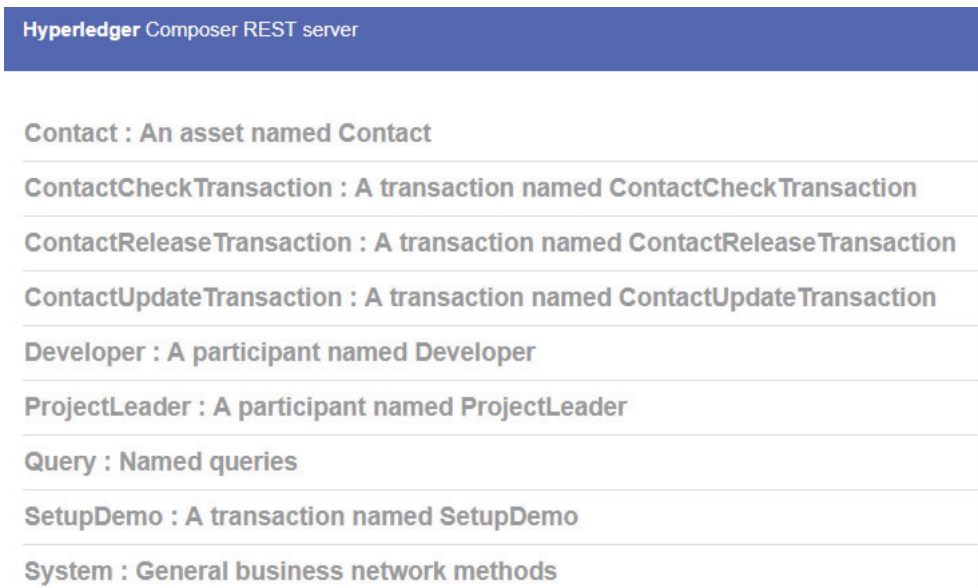 Hyperledger Composer REST server
Contact : An asset named Contact
ContactCheckTransaction : A transaction named ContactCheckTransaction
ContactReleaseTransaction : A transaction named ContactReleaseTransaction
ContactUpdateTransaction : A transaction named ContactUpdateTransaction
Developer : A participant named Developer
ProjectLeader : A participant named ProjectLeader
Query : Named queries
SetupDemo : A transaction named SetupDemo
System : General business network methods